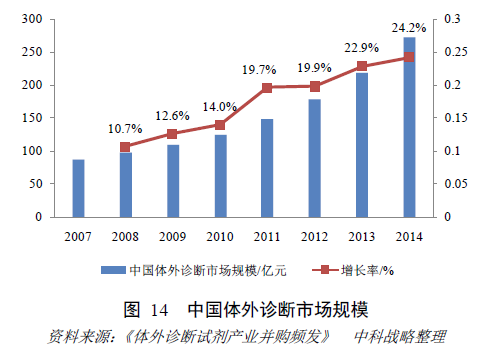 300 0.3
250 0.25
200 0.2
150 0.15
100 0.1
50 0.05
0 0
10.7% 12.6% 14.0% 19.7% 19.9% 22.9% 24.2%
2007 2008 2009 2010 2011 2012 2013 2014
中国体外诊断市场规模/亿元 增长率/%
图 14 中国体外诊断市场规模
资料来源：《体外诊断试剂产业并购频发》 中科战略整理